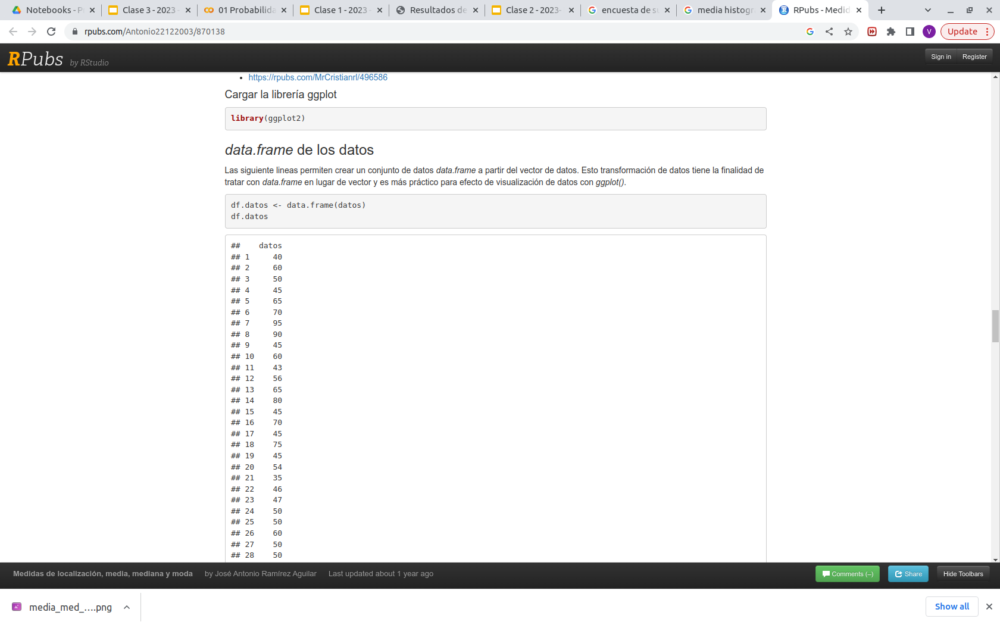 Notebooks - P
Clase 3 - 2023 -
01 Probabilida
Clase 1 - 2023 -
Resultados de
Clase 2 - 2023-
encuesta de su
media histogr
RPubs - Medid
rpubs.com/Antonio22122003/870138
V
Update
RPubs by RStudio
Sign in
Register
https://rpubs.com/MrCristianrl/496586
Cargar la librería ggplot
library(ggplot2)
data.frame de los datos
Las siguiente lineas permiten crear un conjunto de datos data.frame a partir del vector de datos. Esto transformación de datos tiene la finalidad de
tratar con data.frame en lugar de vector y es más práctico para efecto de visualización de datos con ggplot().
df.datos <- data.frame(datos)
df.datos
##    datos
## 1     40
## 2     60
## 3     50
## 4     45
## 5     65
## 6     70
## 7     95
## 8     90
## 9     45
## 10    60
## 11    43
## 12    56
## 13    65
## 14    80
## 15    45
## 16    70
## 17    45
## 18    75
## 19    45
## 20    54
## 21    35
## 22    46
## 23    47
## 24    50
## 25    50
## 26    60
## 27    50
## 28    50
Medidas de localización, media, mediana y moda
by José Antonio Ramírez Aguilar
Last updated about 1 year ago
Comments (–)
Share
Hide Toolbars
media_med_....png
Show all